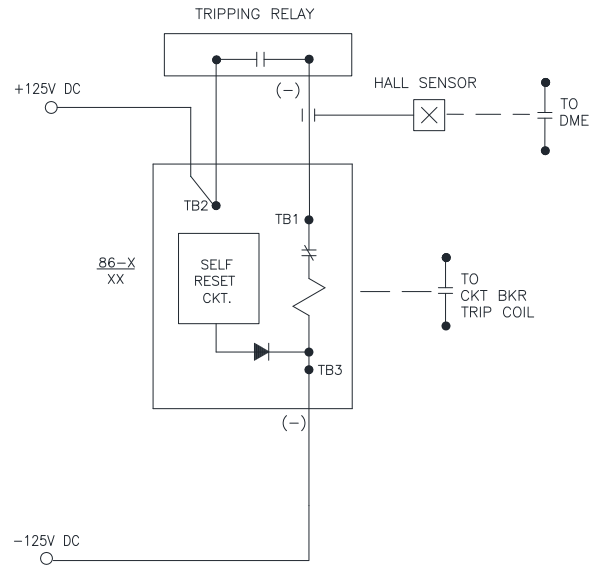 TRIPPING RELAY
+125V DC
(-)
HALL SENSOR
TO
DME
TB2
TB1
86-X
XX
SELF
RESET
CKT.
TO
CKT BKR
TRIP COIL
TB3
(-)
-125V DC